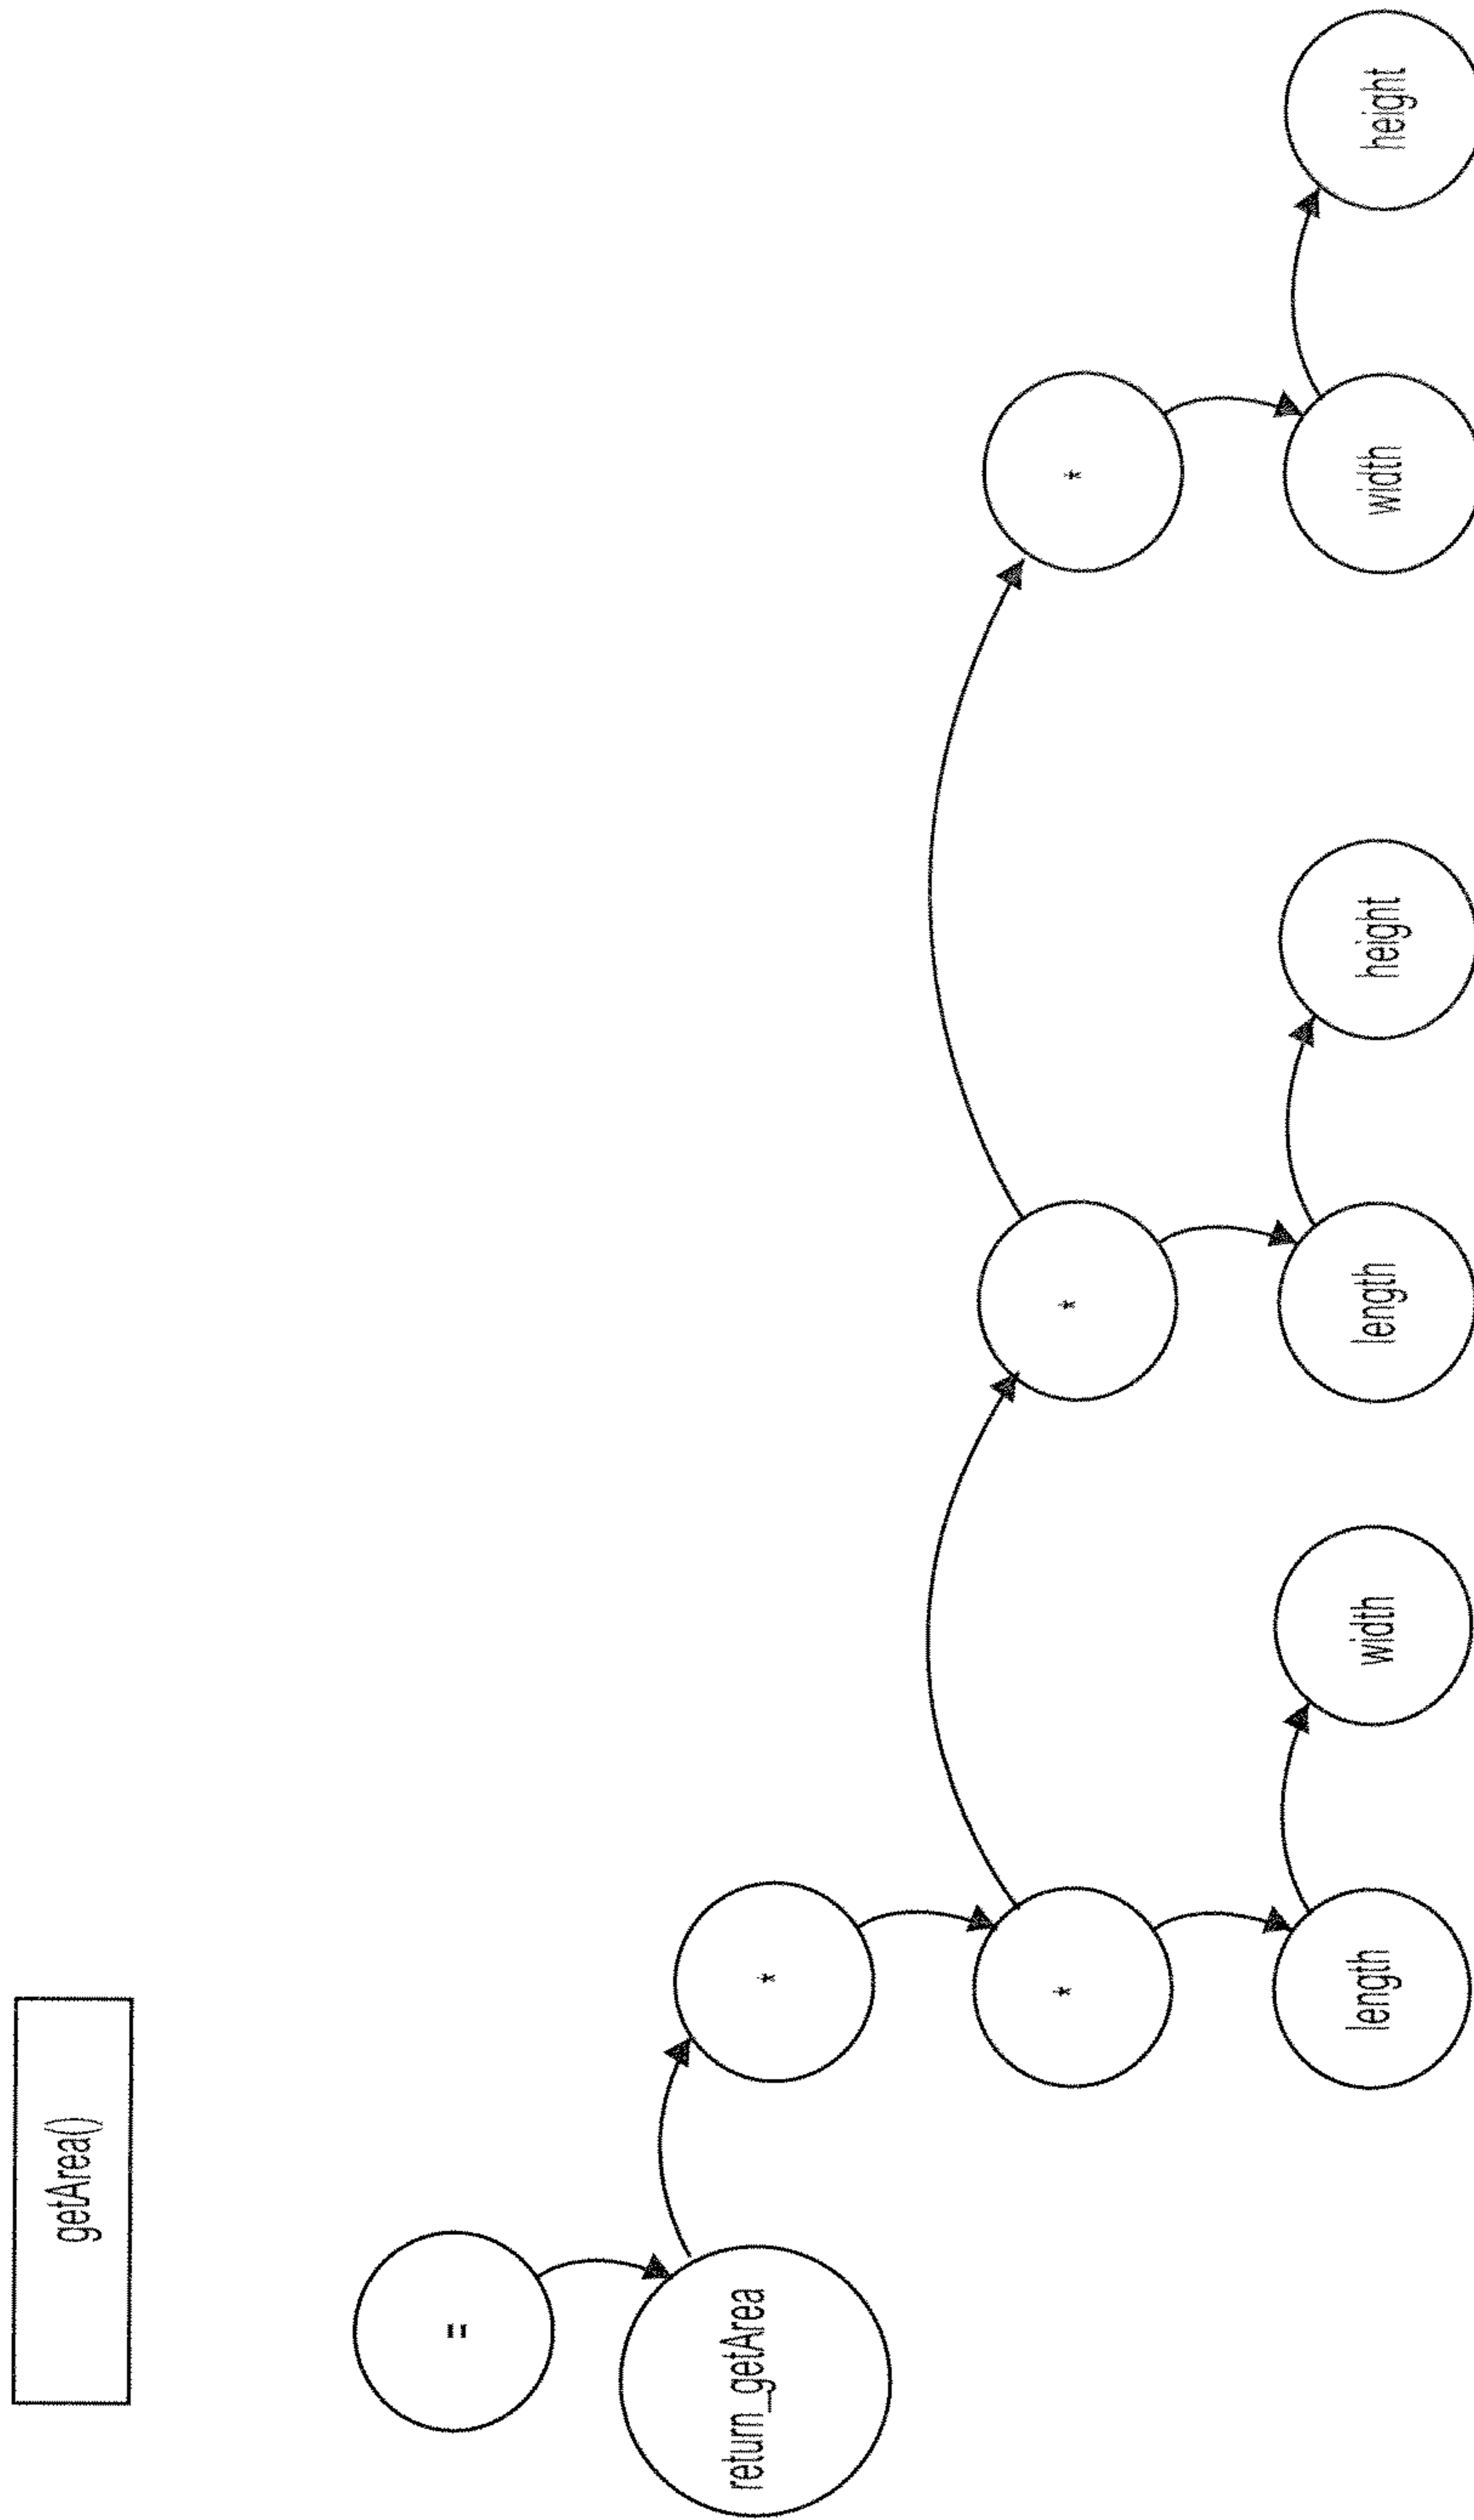 getArea()
=
return_getArea
*
*
*
*
length
width
length
height
width
height